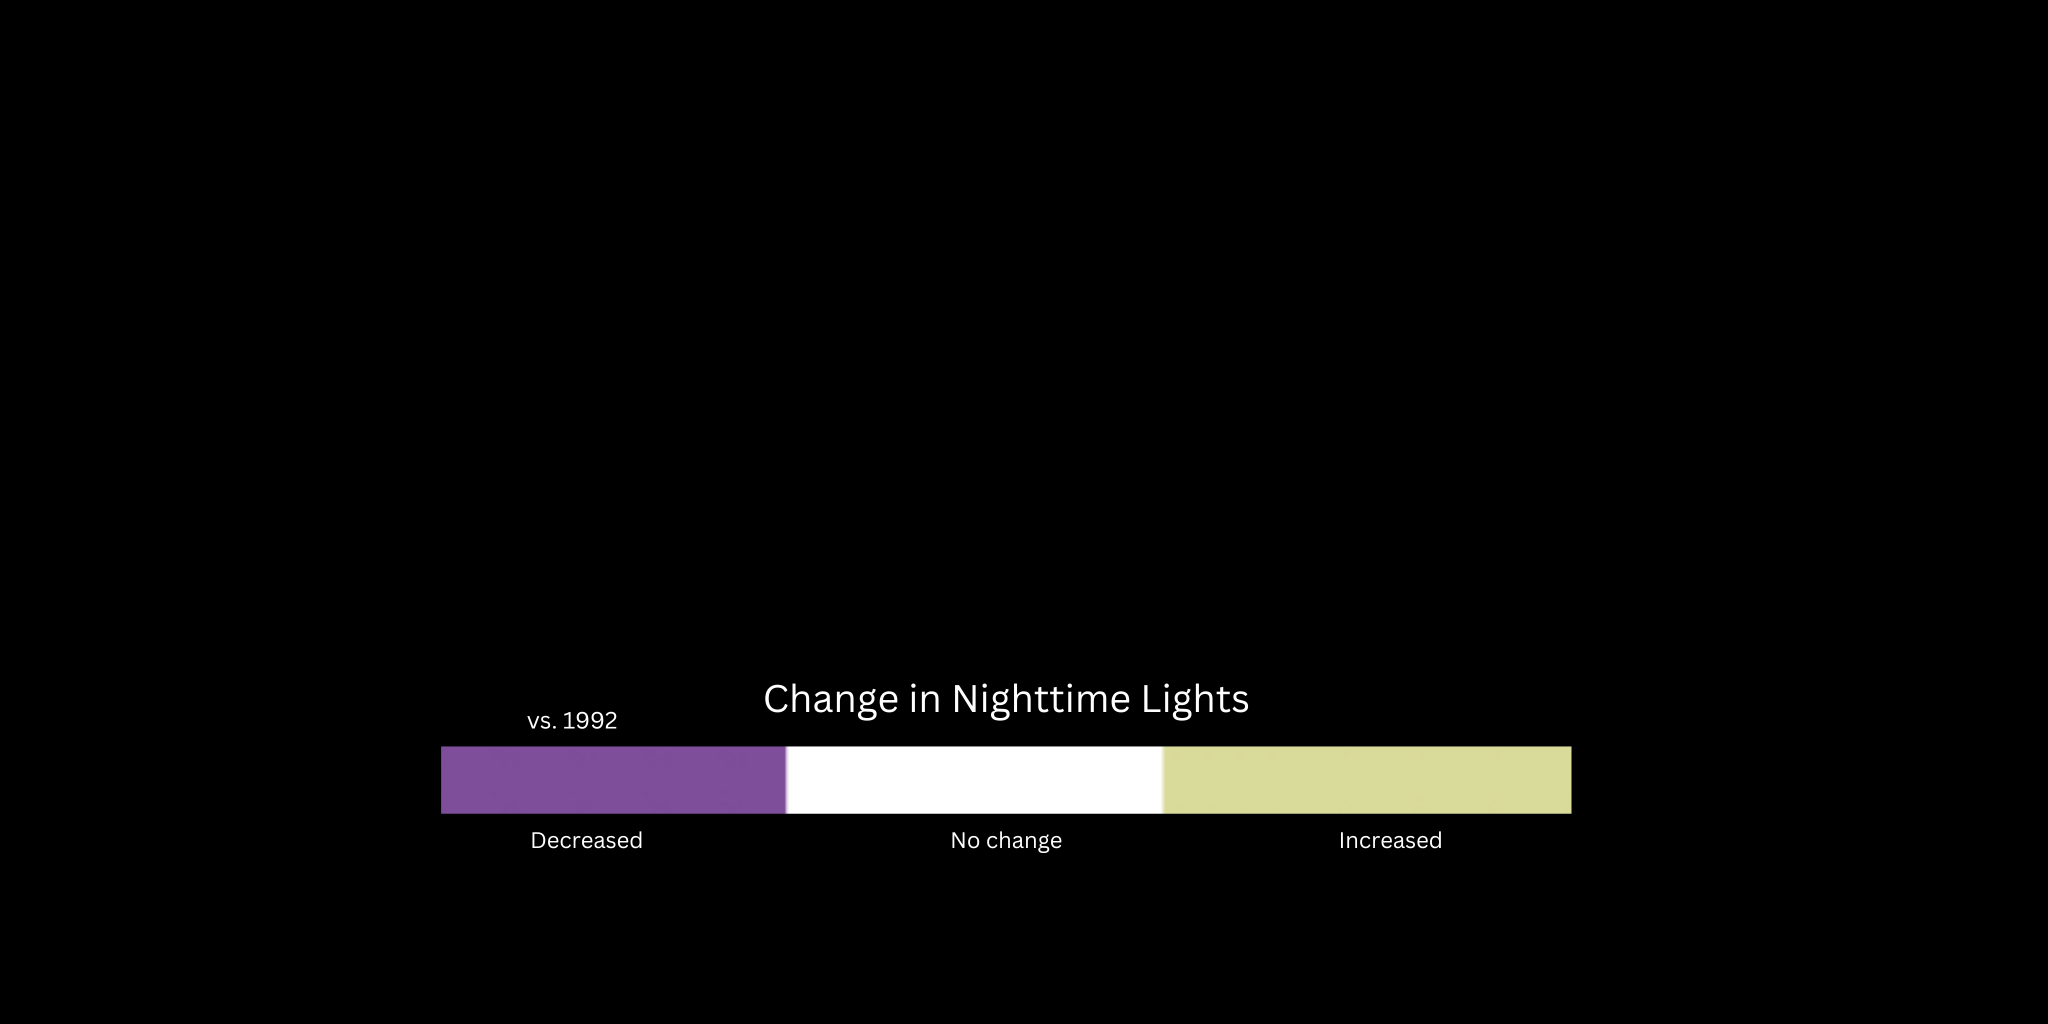 Change in Nighttime Lights
vs. 1992
Decreased
No change
Increased